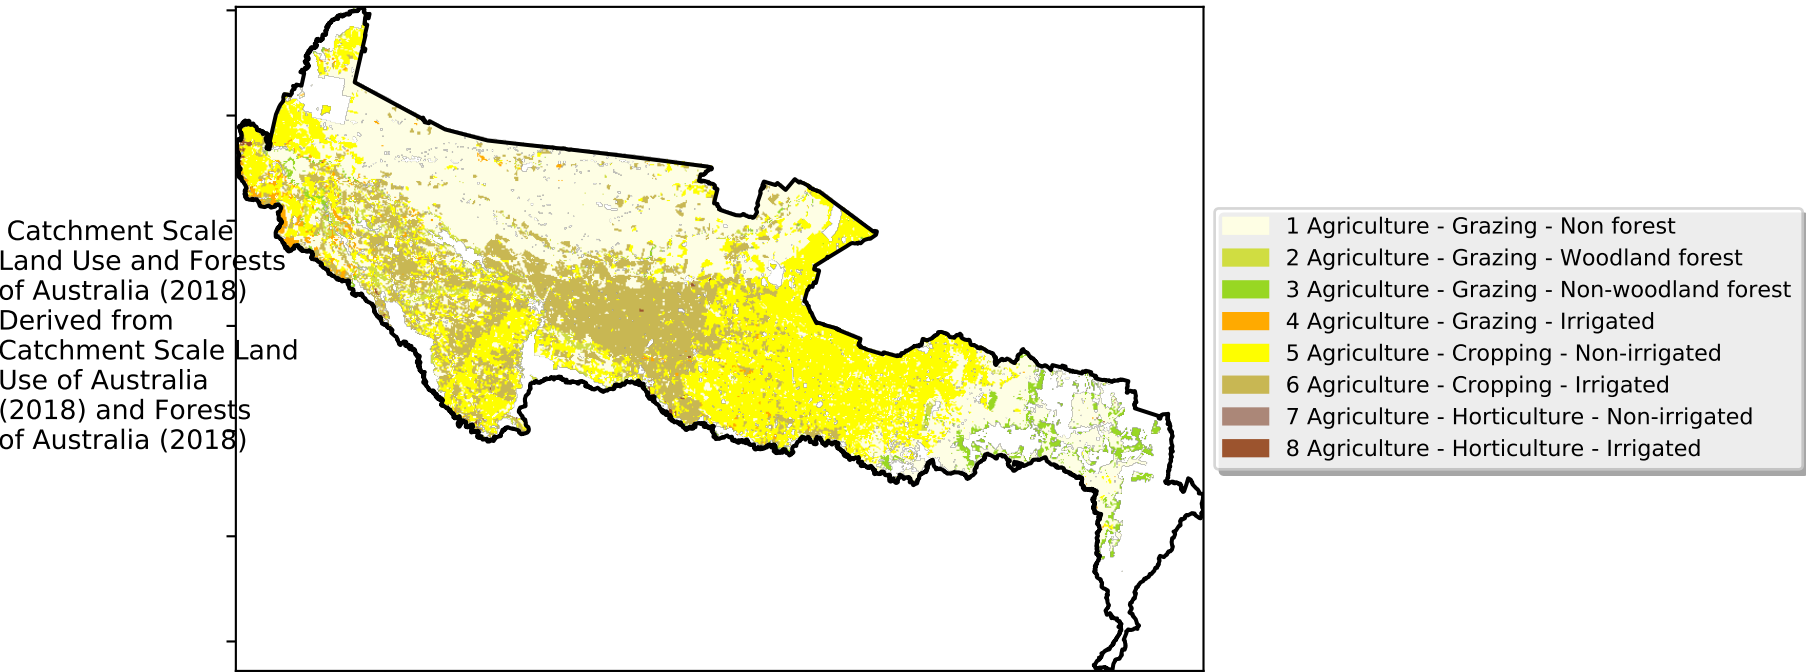 Catchment Scale
Land Use and Forests
of Australia (2018)
Derived from
Catchment Scale Land
Use of Australia
(2018) and Forests
of Australia (2018)
1 Agriculture - Grazing - Non forest
2 Agriculture - Grazing - Woodland forest
3 Agriculture - Grazing - Non-woodland forest
4 Agriculture - Grazing - Irrigated
5 Agriculture - Cropping - Non-irrigated
6 Agriculture - Cropping - Irrigated
7 Agriculture - Horticulture - Non-irrigated
8 Agriculture - Horticulture - Irrigated